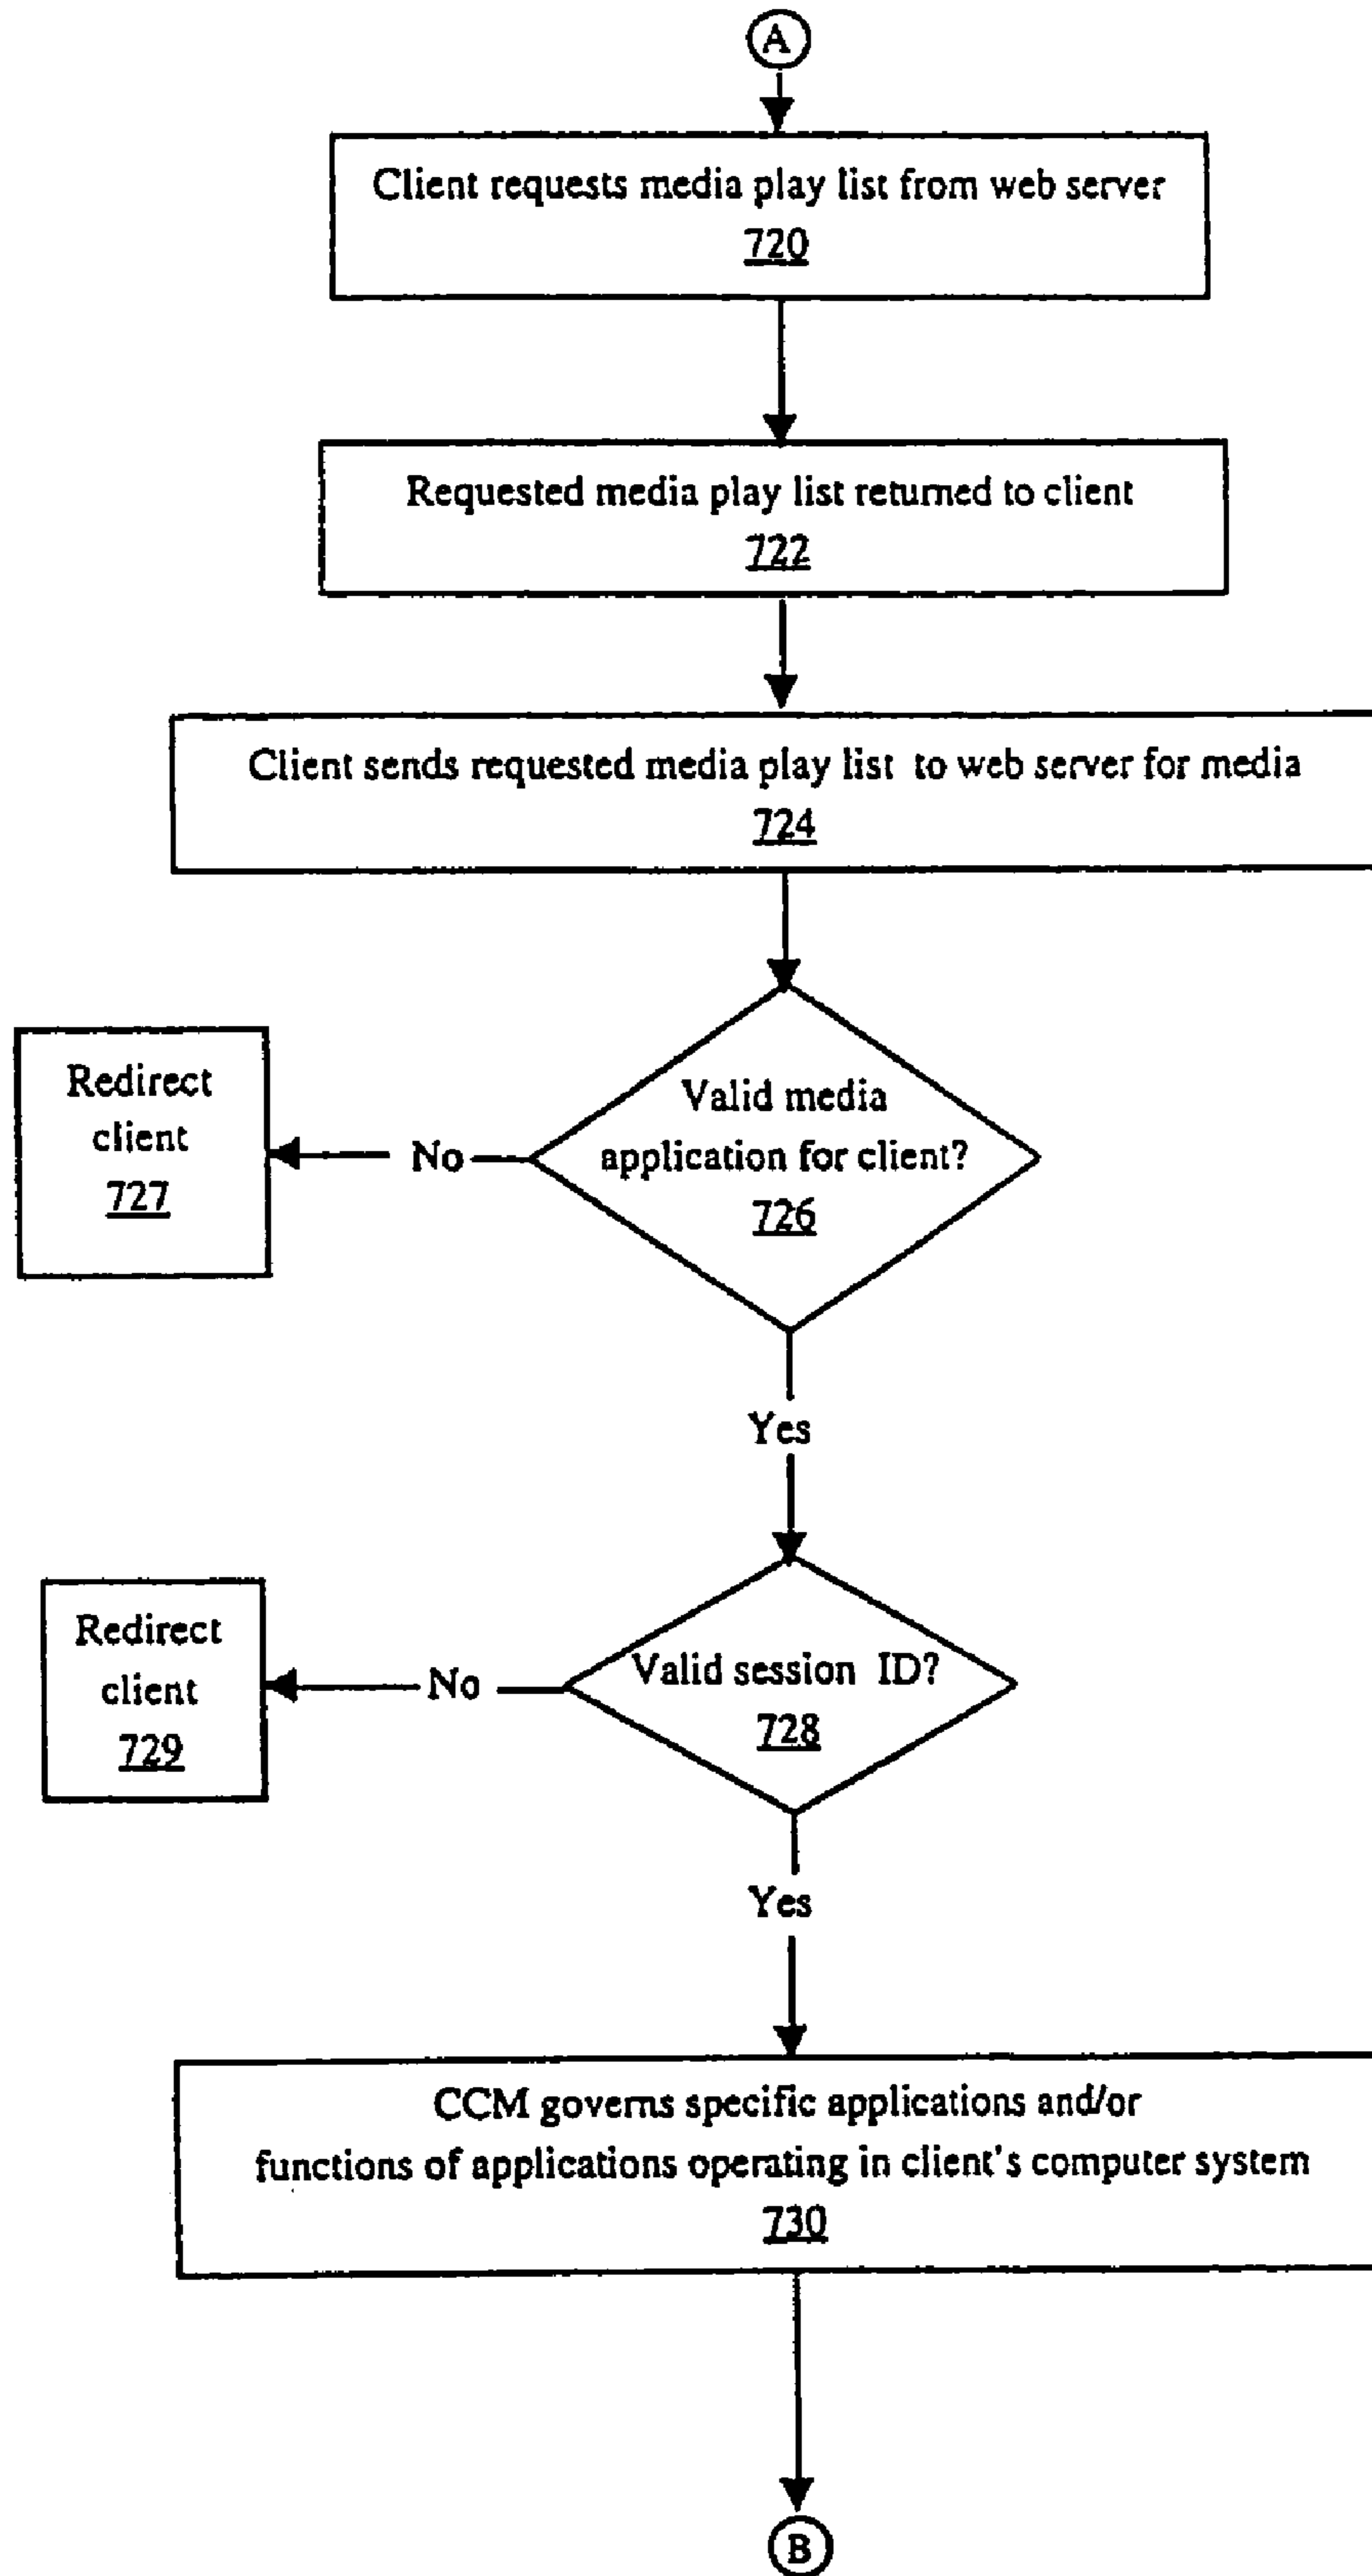 A
Client requests media play list from web server
720
Requested media play list returned to client
722
Client sends requested media play list to web server for media
724
Valid media
application for client?
726
No
Redirect
client
727
Yes
Valid session ID?
728
No
Redirect
client
729
Yes
CCM governs specific applications and/or
functions of applications operating in client's computer system
730
B